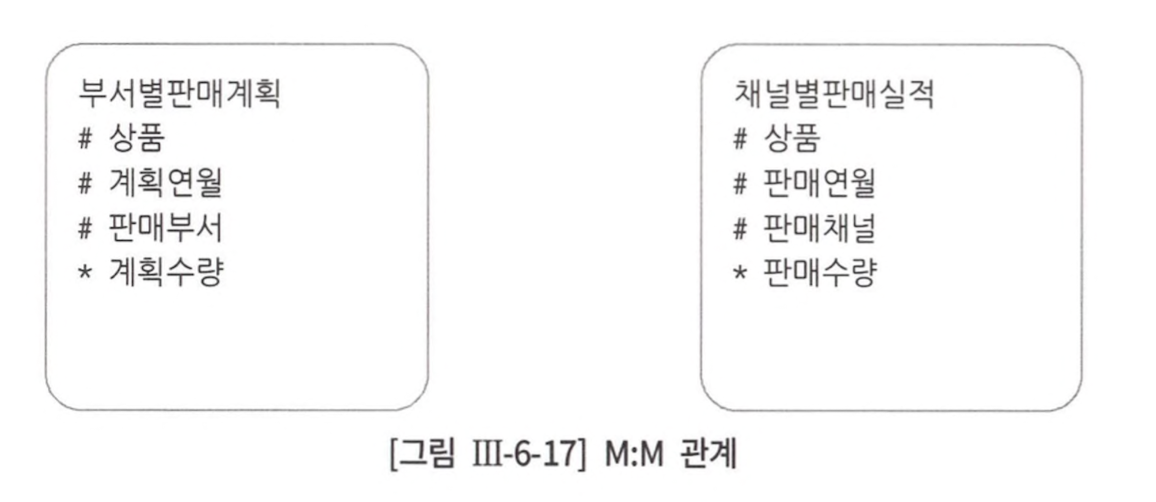 부서별판매계획
# 상품
# 계획연월
# 판매부서
* 계획수량
채널별판매실적
# 상품
# 판매연월
# 판매채널
* 판매수량
[그림 Ⅲ-6-17] M:M 관계